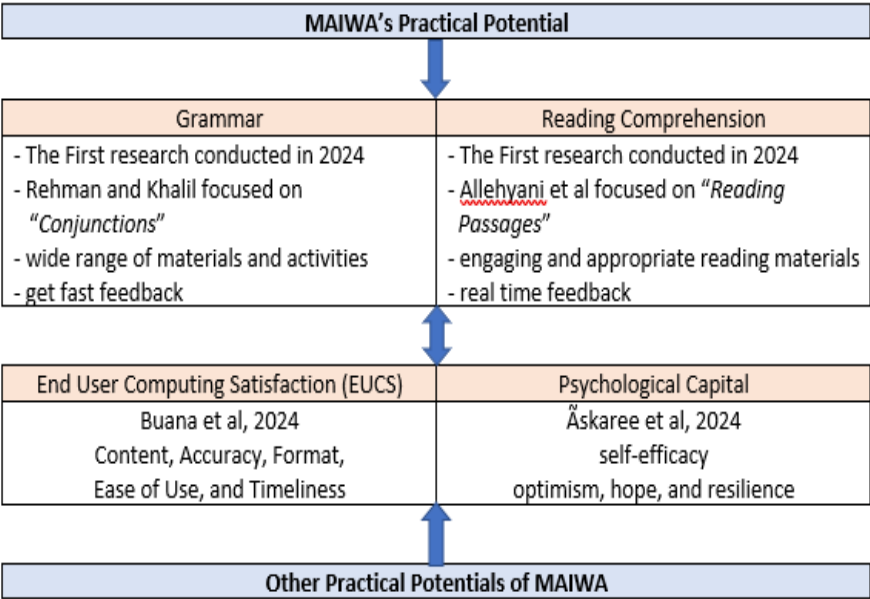 MAIWA's Practical Potential
Grammar
- The First research conducted in 2024
- Rehman and Khalil focused on
"Conjunctions"
- wide range of materials and activities
- get fast feedback
Reading Comprehension
- The First research conducted in 2024
- Allehyani et al focused on "Reading
Passages"
- engaging and appropriate reading materials
- real time feedback
End User Computing Satisfaction (EUCS)
Buana et al, 2024
Content, Accuracy, Format,
Ease of Use, and Timeliness
Psychological Capital
Ãskaree et al, 2024
self-efficacy
optimism, hope, and resilience
Other Practical Potentials of MAIWA